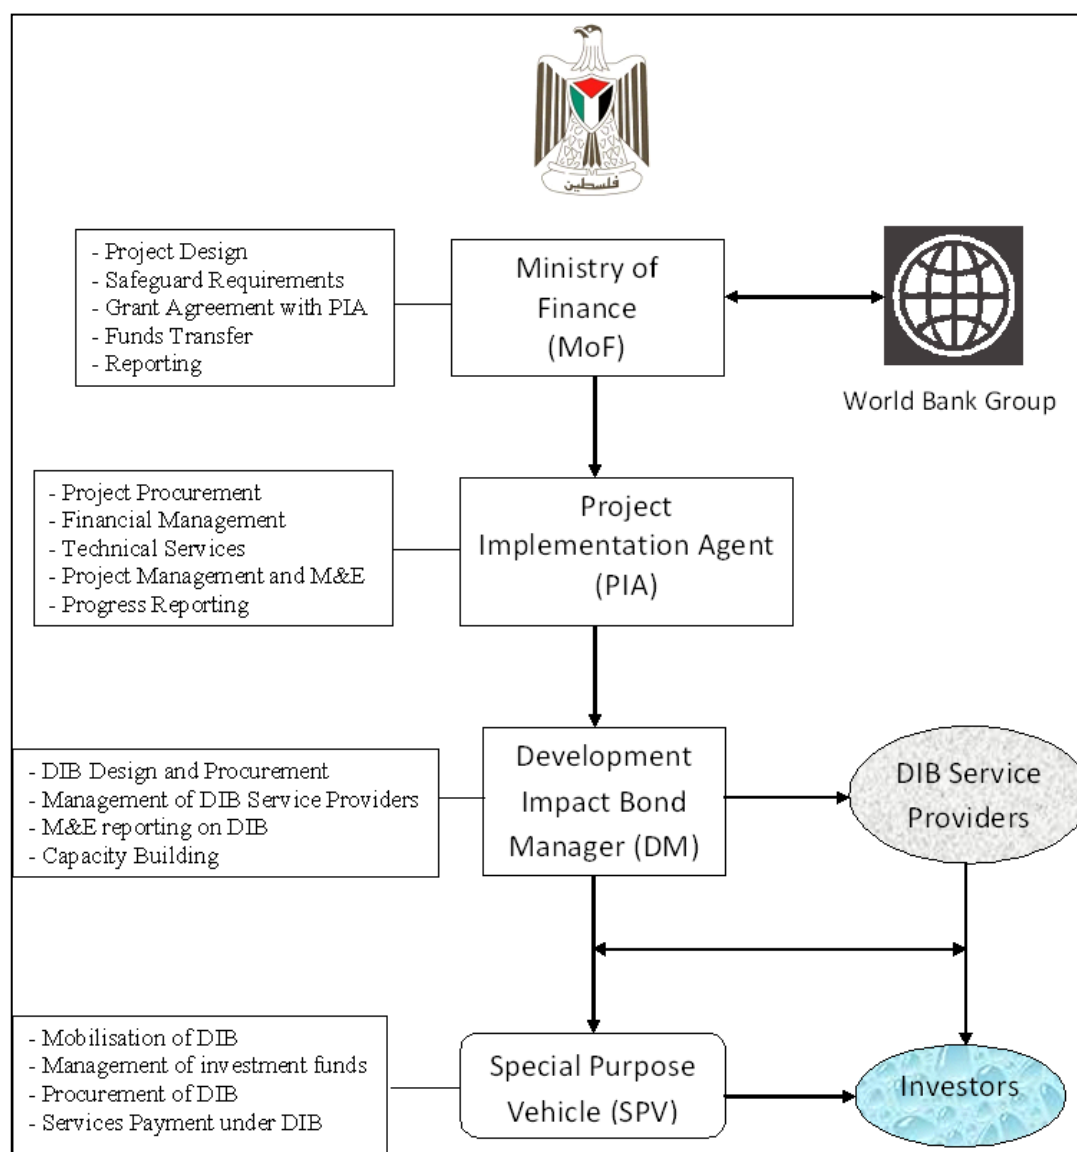 فلسطين
- Project Design
- Safeguard Requirements
- Grant Agreement with PIA
- Funds Transfer
- Reporting
Ministry of
Finance
(MoF)
World Bank Group
- Project Procurement
- Financial Management
- Technical Services
- Project Management and M&E
- Progress Reporting
Project
Implementation Agent
(PIA)
- DIB Design and Procurement
- Management of DIB Service Providers
- M&E reporting on DIB
- Capacity Building
Development
Impact Bond
Manager (DM)
DIB Service
Providers
- Mobilisation of DIB
- Management of investment funds
- Procurement of DIB
- Services Payment under DIB
Special Purpose
Vehicle (SPV)
Investors